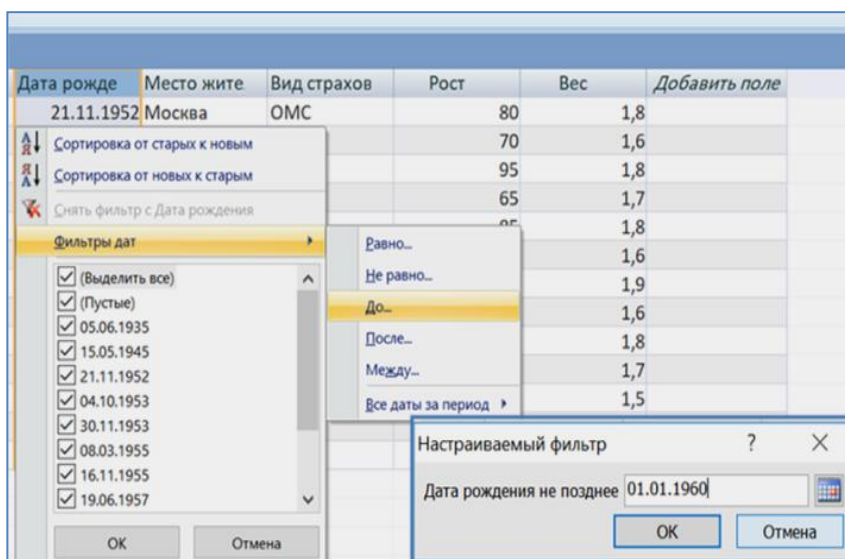 Дата рожде Место жите Вид страхов Рост Вес Добавить поле
21.11.1952 Москва ОМС 80 1,8
70 1,6
95 1,8
65 1,7
85 1,8
1,6
1,9
1,6
1,8
1,7
1,5
Сортировка от старых к новым
Сортировка от новых к старым
Снять фильтр с Дата рождения
Фильтры дат
(Выделить все)
(Пустые)
05.06.1935
15.05.1945
21.11.1952
04.10.1953
30.11.1953
08.03.1955
16.11.1955
19.06.1957
ОК Отмена
Равно...
Не равно...
До...
После...
Между...
Все даты за период
Настраиваемый фильтр ? ×
Дата рождения не позднее 01.01.1960
ОК Отмена